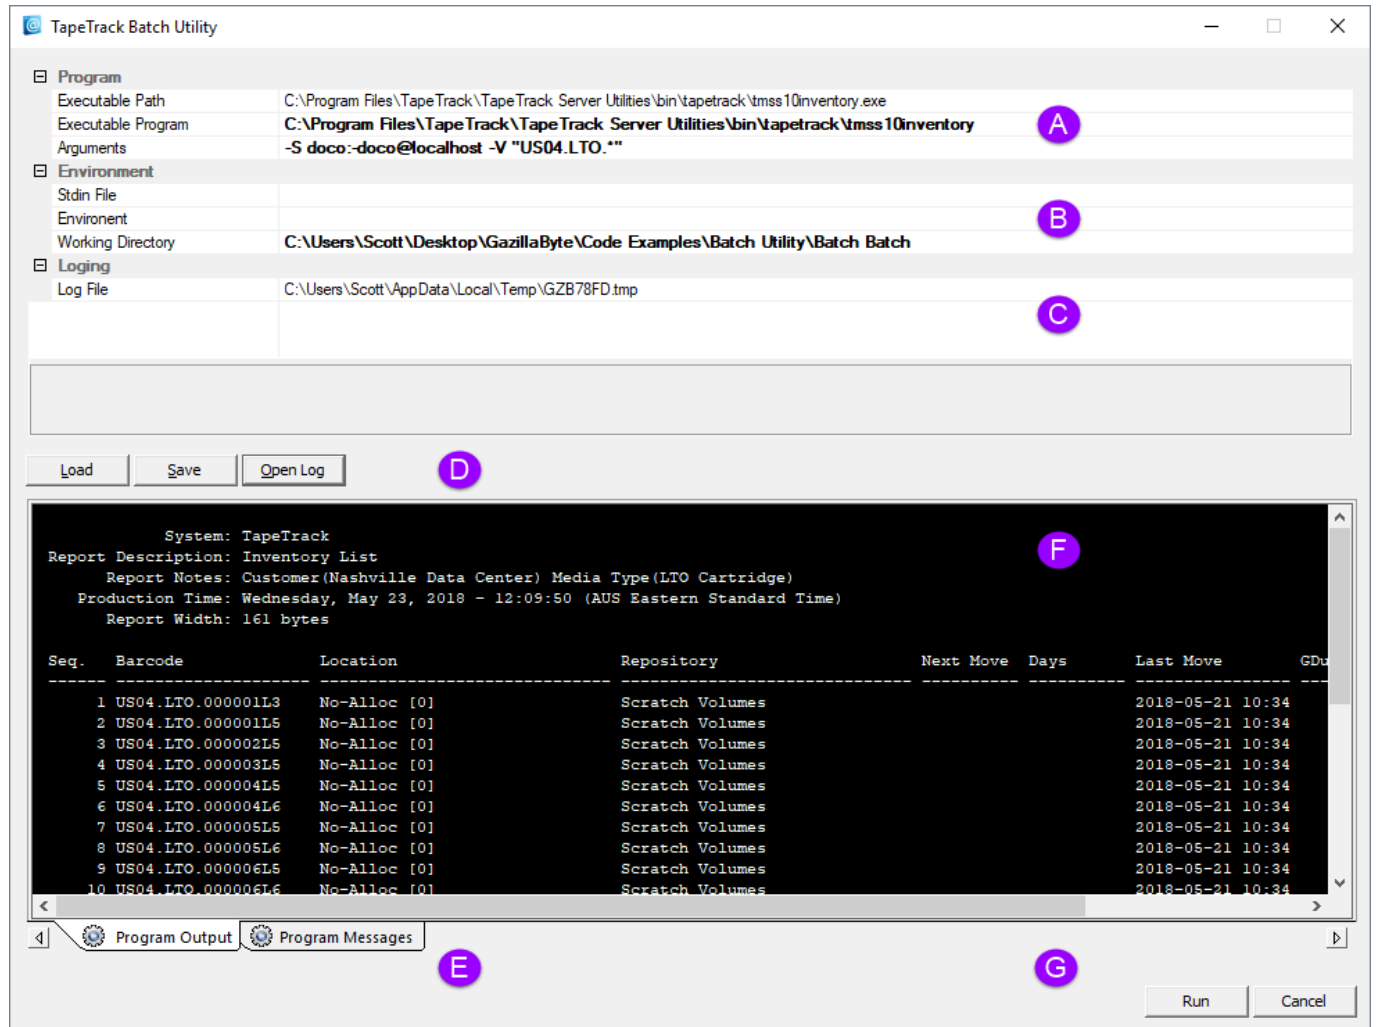 TapeTrack Batch Utility
Program
Executable Path C:\Program Files\TapeTrack\TapeTrack Server Utilities\bin\tapetrack\tmss10inventory.exe
Executable Program C:\Program Files\TapeTrack\TapeTrack Server Utilities\bin\tapetrack\tmss10inventory A
Arguments -S doco:-doco@localhost -V "US04.LTO.*"
Environment
Stdin File
Environent B
Working Directory C:\Users\Scott\Desktop\GazillaByte\Code Examples\Batch Utility\Batch Batch
Loging
Log File C:\Users\Scott\AppData\Local\Temp\GZB78FD.tmp
C
Load Save Open Log D
System: TapeTrack
Report Description: Inventory List F
Report Notes: Customer(Nashville Data Center) Media Type(LTO Cartridge)
Production Time: Wednesday, May 23, 2018 - 12:09:50 (AUS Eastern Standard Time)
Report Width: 161 bytes
Seq. Barcode Location Repository Next Move Days Last Move GDu
------ -------------------- ------------------------------ ------------------------------ ---------- ---------- ---------------- ---
1 US04.LTO.000001L3 No-Alloc [0] Scratch Volumes 2018-05-21 10:34
2 US04.LTO.000001L5 No-Alloc [0] Scratch Volumes 2018-05-21 10:34
3 US04.LTO.000002L5 No-Alloc [0] Scratch Volumes 2018-05-21 10:34
4 US04.LTO.000003L5 No-Alloc [0] Scratch Volumes 2018-05-21 10:34
5 US04.LTO.000004L5 No-Alloc [0] Scratch Volumes 2018-05-21 10:34
6 US04.LTO.000004L6 No-Alloc [0] Scratch Volumes 2018-05-21 10:34
7 US04.LTO.000005L5 No-Alloc [0] Scratch Volumes 2018-05-21 10:34
8 US04.LTO.000005L6 No-Alloc [0] Scratch Volumes 2018-05-21 10:34
9 US04.LTO.000006L5 No-Alloc [0] Scratch Volumes 2018-05-21 10:34
10 US04.LTO.000006L6 No-Alloc [0] Scratch Volumes 2018-05-21 10:34
Program Output Program Messages
E G
Run Cancel